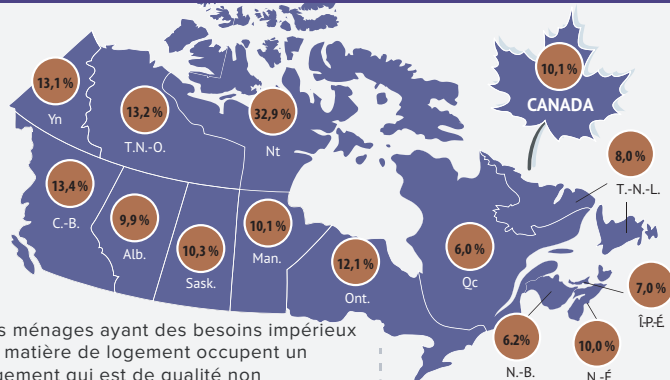 10,1 %
CANADA
13,1 %
Yn
13,2 %
T.N.-O.
32,9 %
Nt
8,0 %
T.-N.-L.
13,4 %
C.-B.
9,9 %
Alb.
10,3 %
Sask.
10,1 %
Man.
12,1 %
Ont.
6,0 %
Qc
7,0 %
Î.-P.-É
6.2%
N.-B.
10,0 %
N.-É
s ménages ayant des besoins impérieux
matière de logement occupent un
gement qui est de qualité non